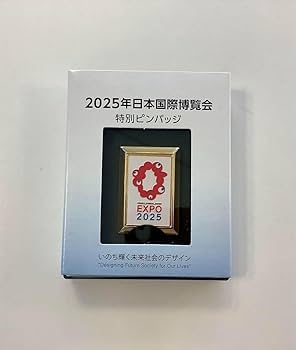 2025年日本国際博覧会
特別ピンバッジ
EXPO
2025
いのち輝く未来社会のデザイン
"Designing Future Society for Our Lives"